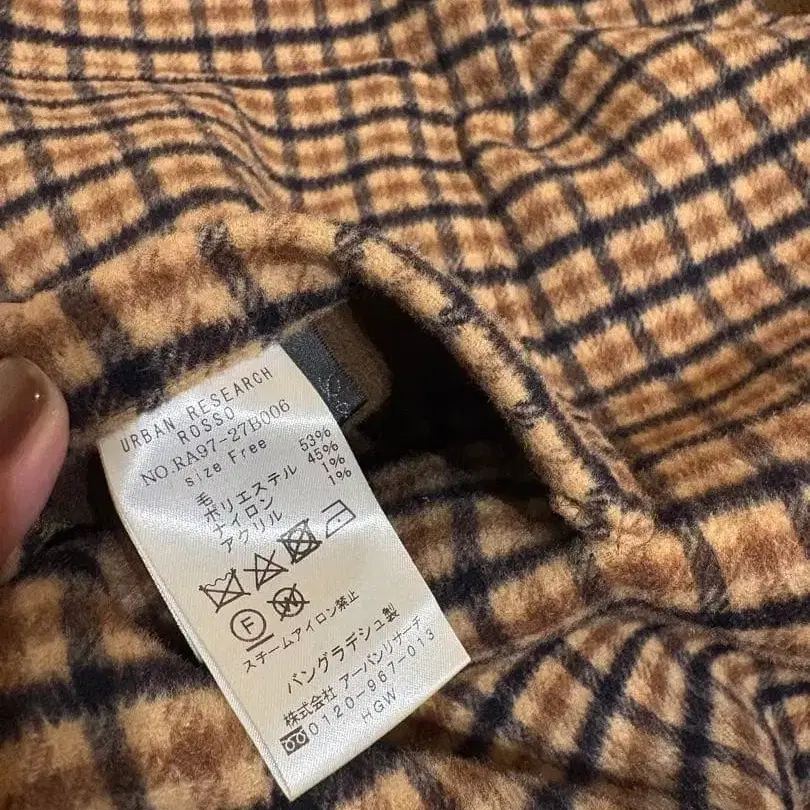 URBAN RESEARCH
ROSSO
NO.RA97-27B006
size Free
毛 53%
ポリエステル 45%
ナイロン 1%
アクリル 1%
F W
スチームアイロン禁止
バングラデシュ製
株式会社 アーバンリサーチ
0120-967-013
HGW